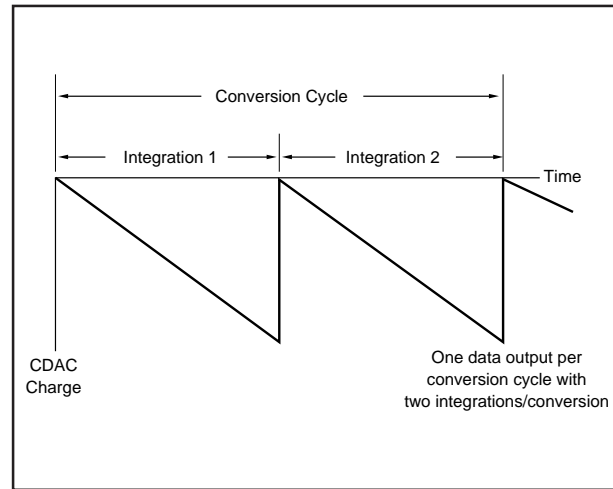 Conversion Cycle
Integration 1
Integration 2
Time
CDAC
Charge
One data output per
conversion cycle with
two integrations/conversion